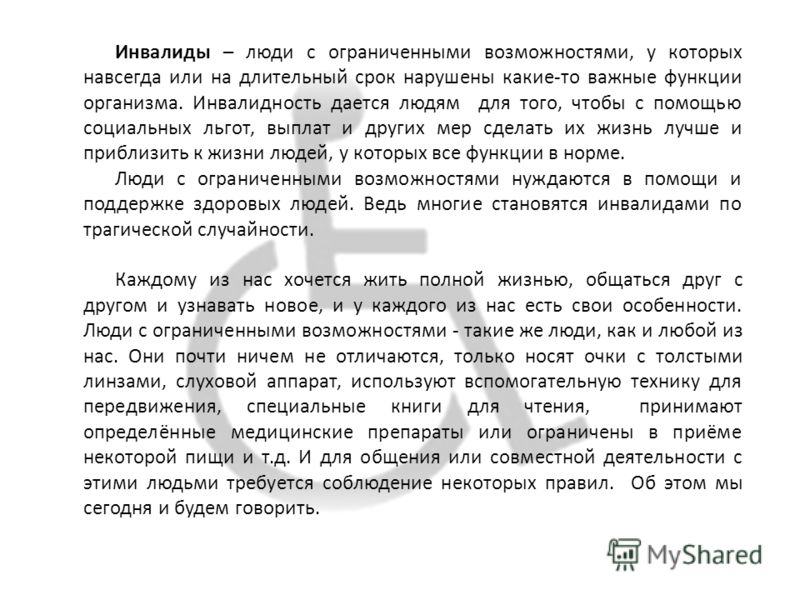 Инвалиды – люди с ограниченными возможностями, у которых
навсегда или на длительный срок нарушены какие-то важные функции
организма. Инвалидность дается людям для того, чтобы с помощью
социальных льгот, выплат и других мер сделать их жизнь лучше и
приблизить к жизни людей, у которых все функции в норме.
Люди с ограниченными возможностями нуждаются в помощи и
поддержке здоровых людей. Ведь многие становятся инвалидами по
трагической случайности.
Каждому из нас хочется жить полной жизнью, общаться друг с
другом и узнавать новое, и у каждого из нас есть свои особенности.
Люди с ограниченными возможностями - такие же люди, как и любой из
нас. Они почти ничем не отличаются, только носят очки с толстыми
линзами, слуховой аппарат, используют вспомогательную технику для
передвижения, специальные книги для чтения, принимают
определённые медицинские препараты или ограничены в приёме
некоторой пищи и т.д. И для общения или совместной деятельности с
этими людьми требуется соблюдение некоторых правил. Об этом мы
сегодня и будем говорить.
MyShared